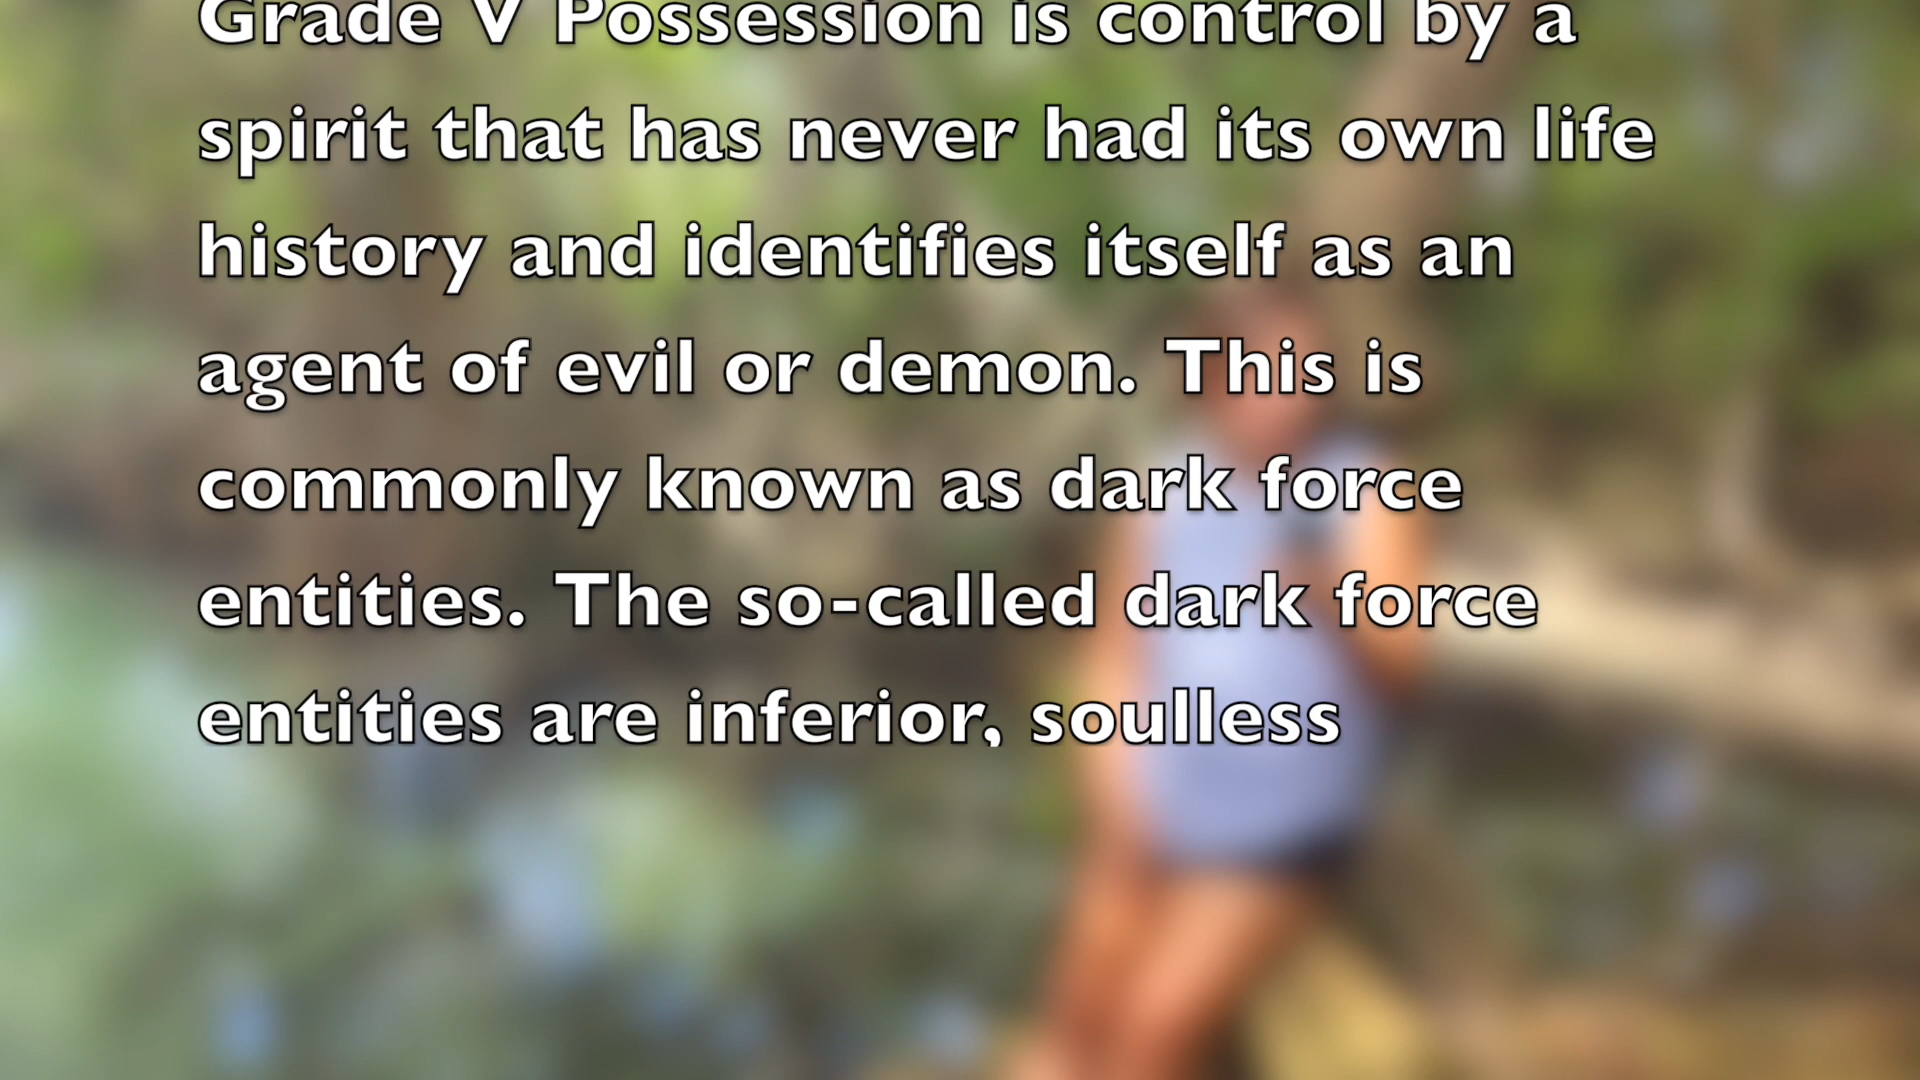 Grade V Possession is control by a
spirit that has never had its own life
history and identifies itself as an
agent of evil or demon. This is
commonly known as dark force
entities. The so-called dark force
entities are inferior, soulless